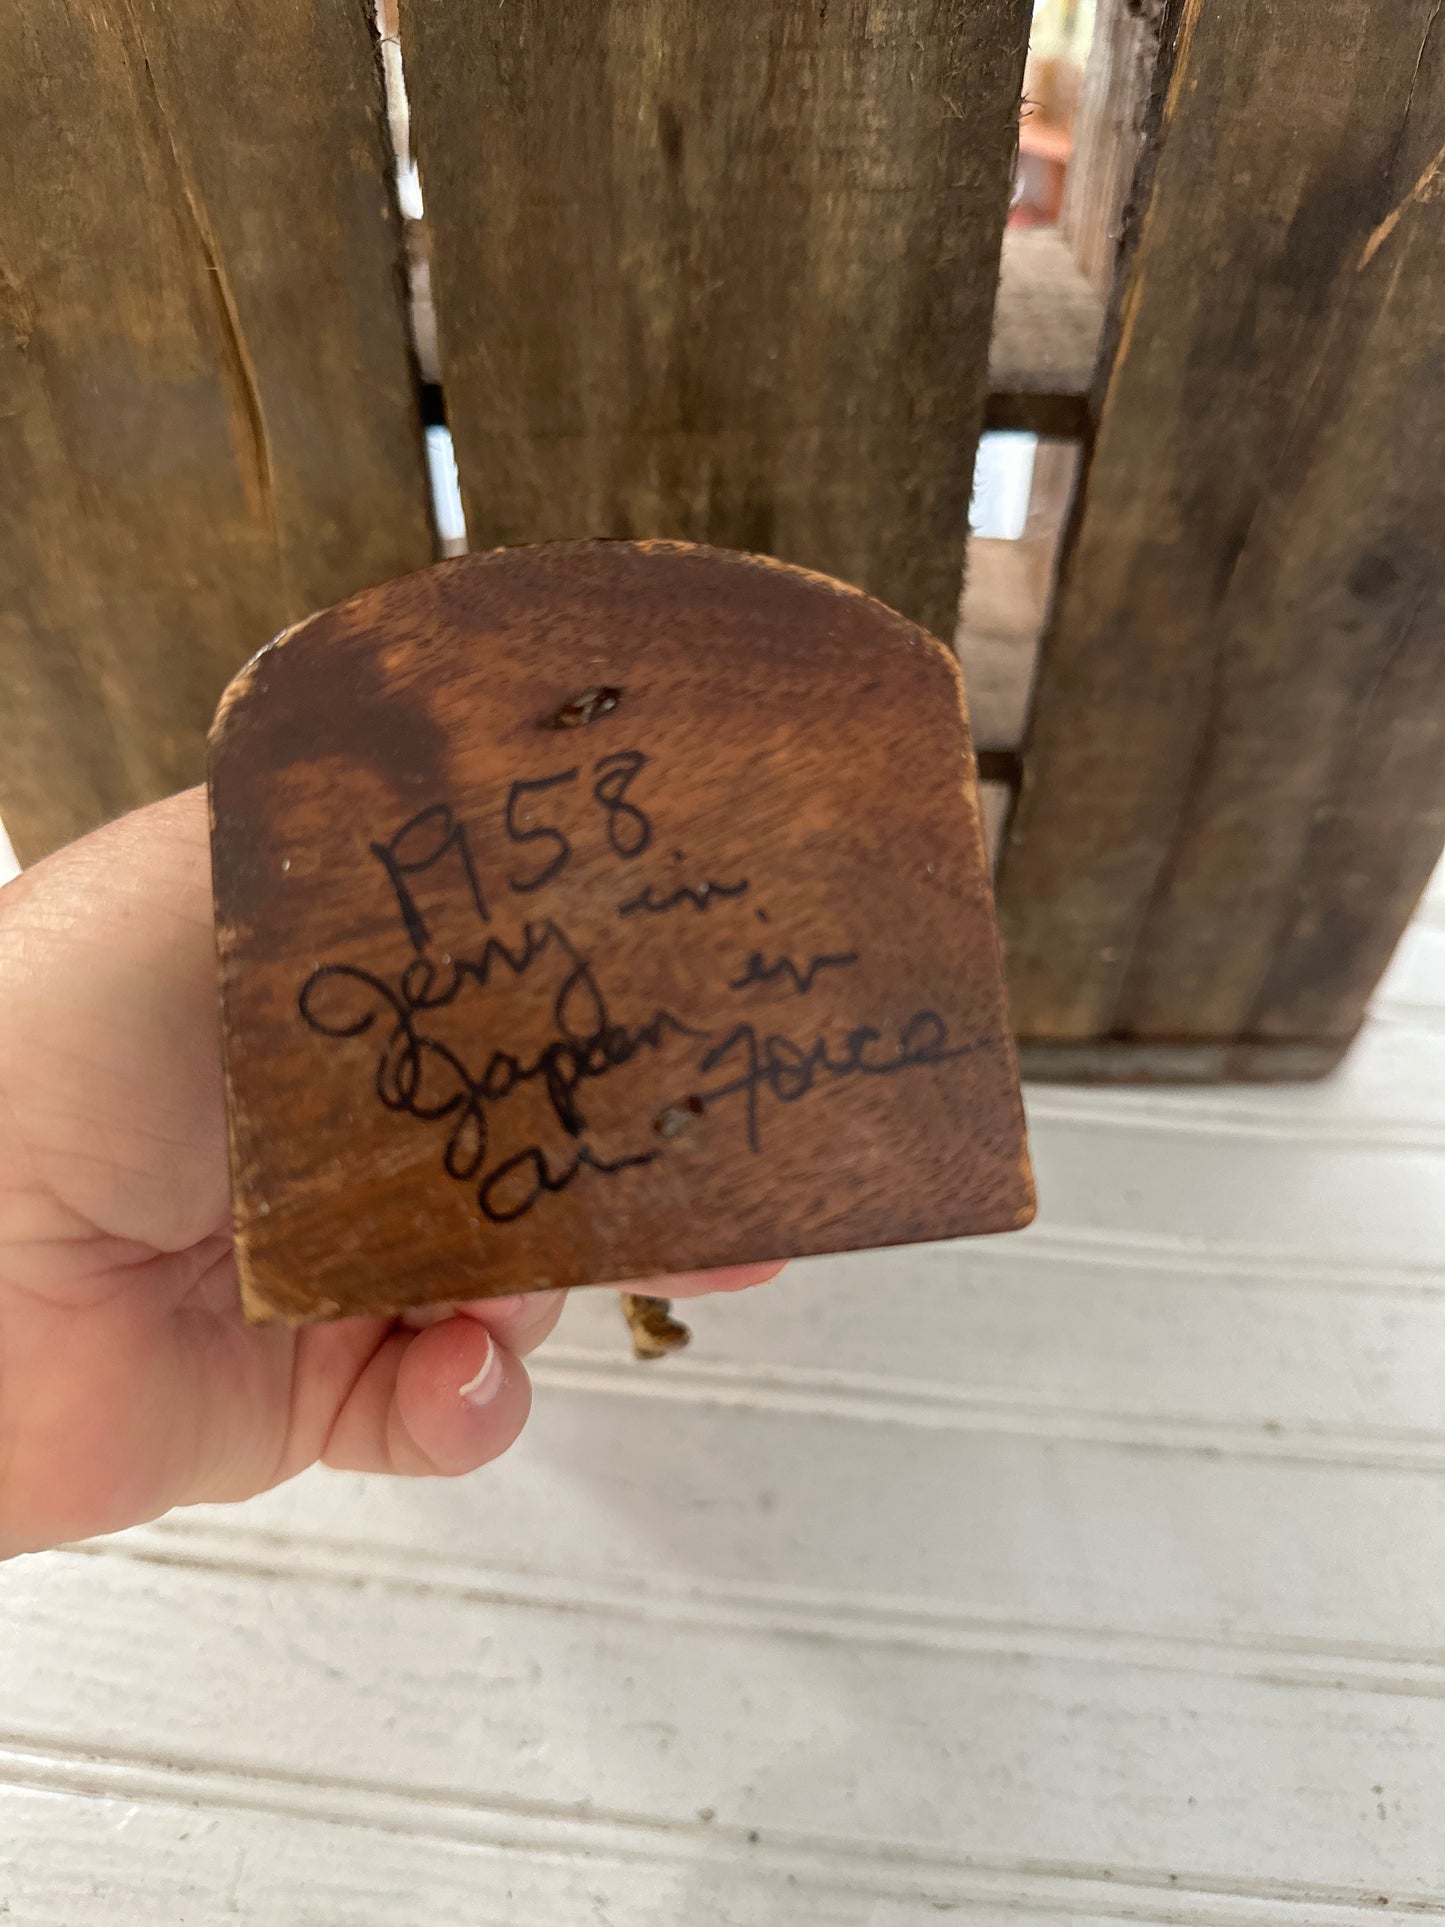 1958
Jerry in
Japan in
Air Force